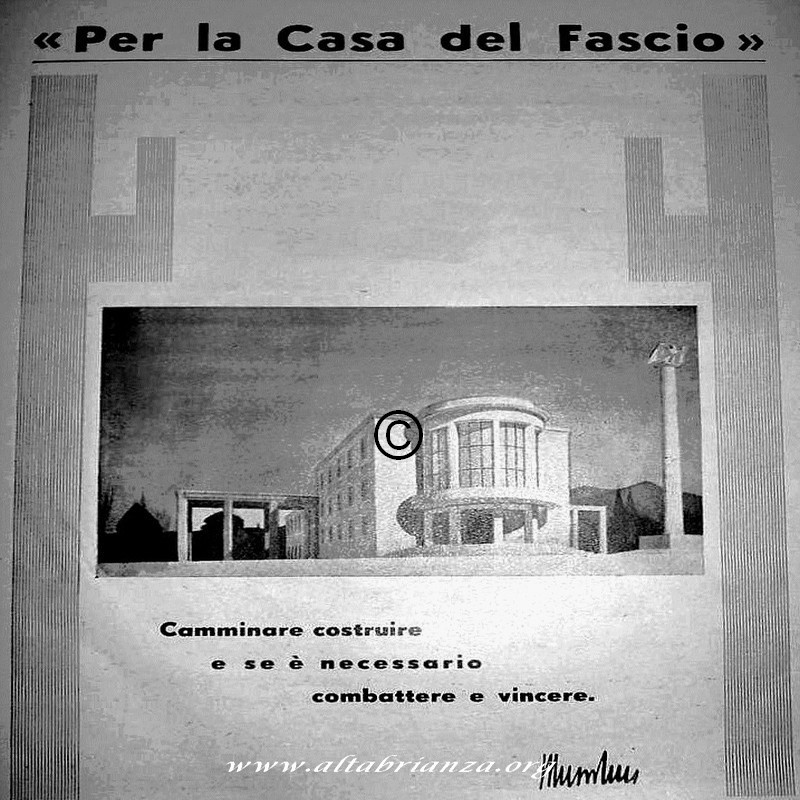 « Per la Casa del Fascio »
©
Camminare costruire
e se è necessario
combattere e vincere.
www.altabrianza.org